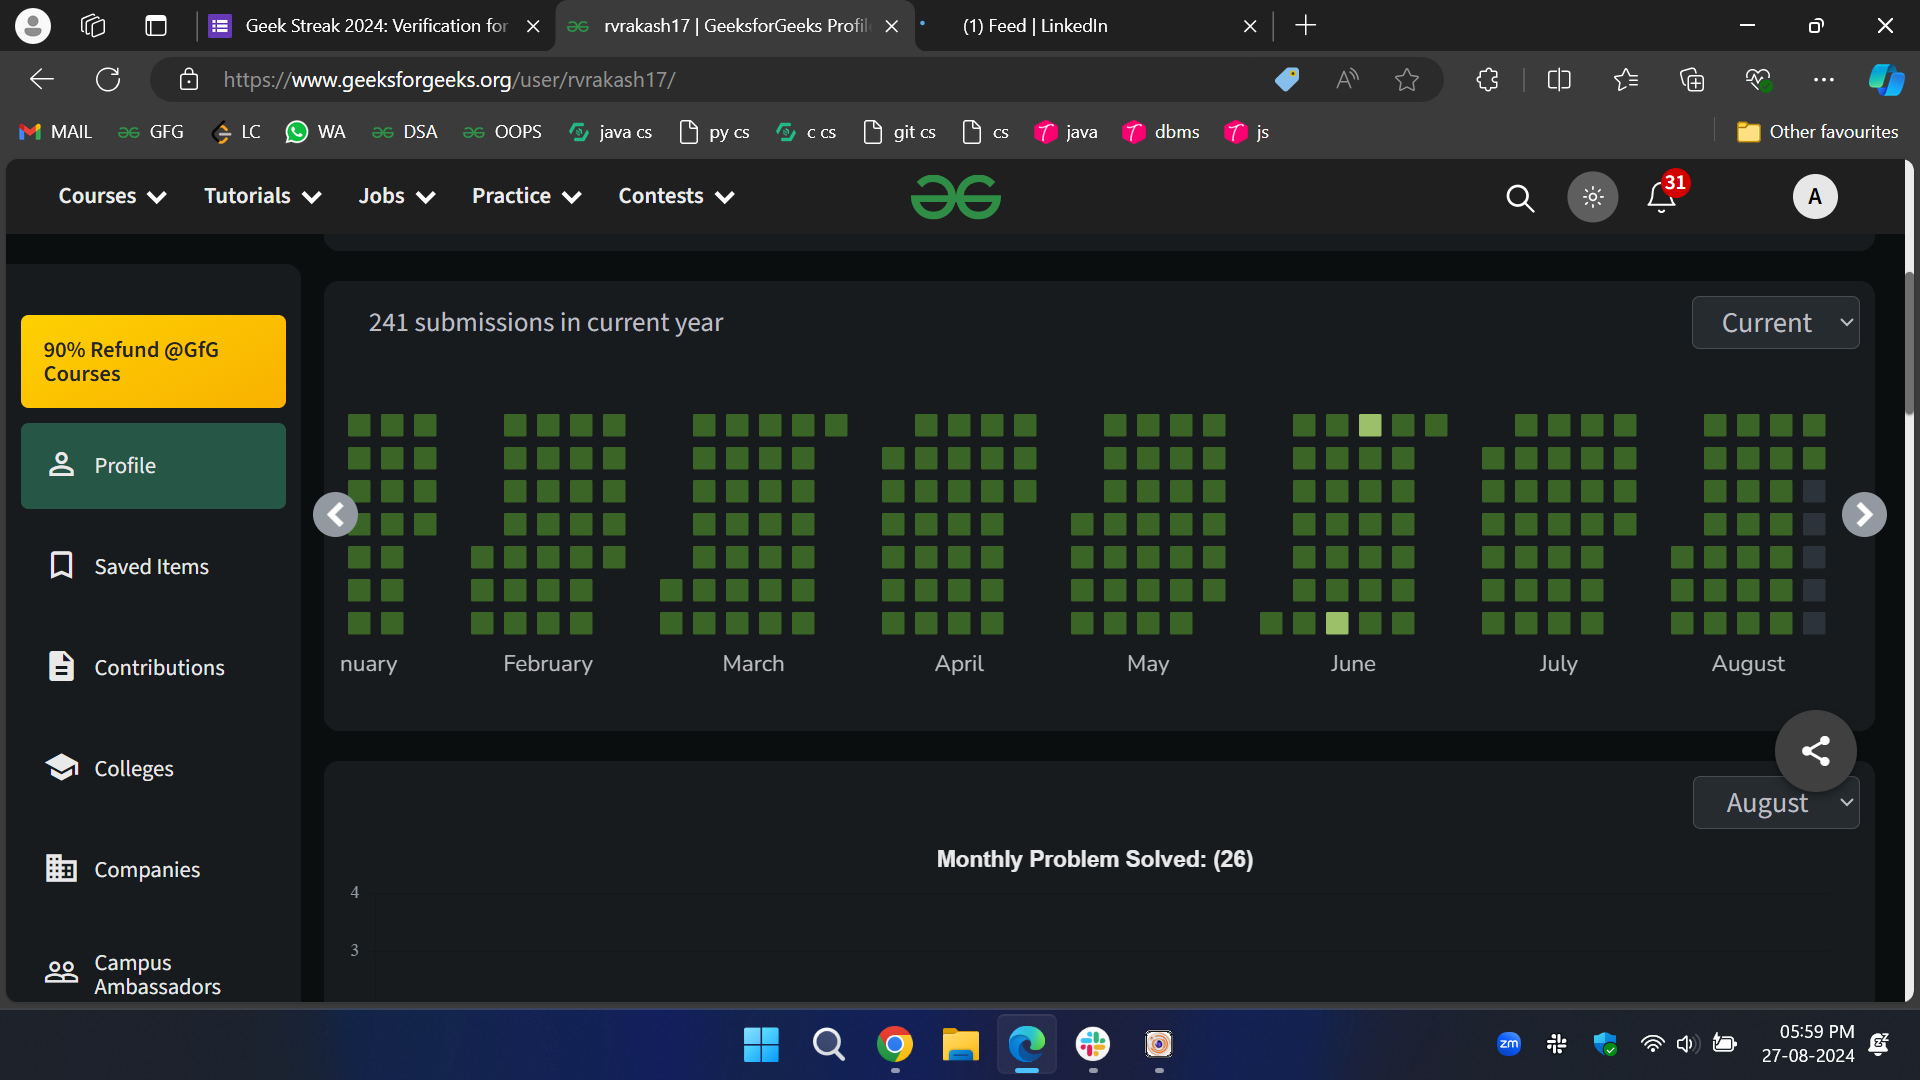 Geek Streak 2024: Verification for
rvrakash17 | GeeksforGeeks Profil
(1) Feed | LinkedIn
https://www.geeksforgeeks.org/user/rvrakash17/
MAIL GFG LC WA DSA OOPS java cs py cs c cs git cs cs java dbms js Other favourites
Courses Tutorials Jobs Practice Contests 31 A
90% Refund @GfG
Courses
Profile
Saved Items
Contributions
Colleges
Companies
Campus
Ambassadors
241 submissions in current year
Current
nuary February March April May June July August
August
Monthly Problem Solved: (26)
4
3
zm
05:59 PM
27-08-2024